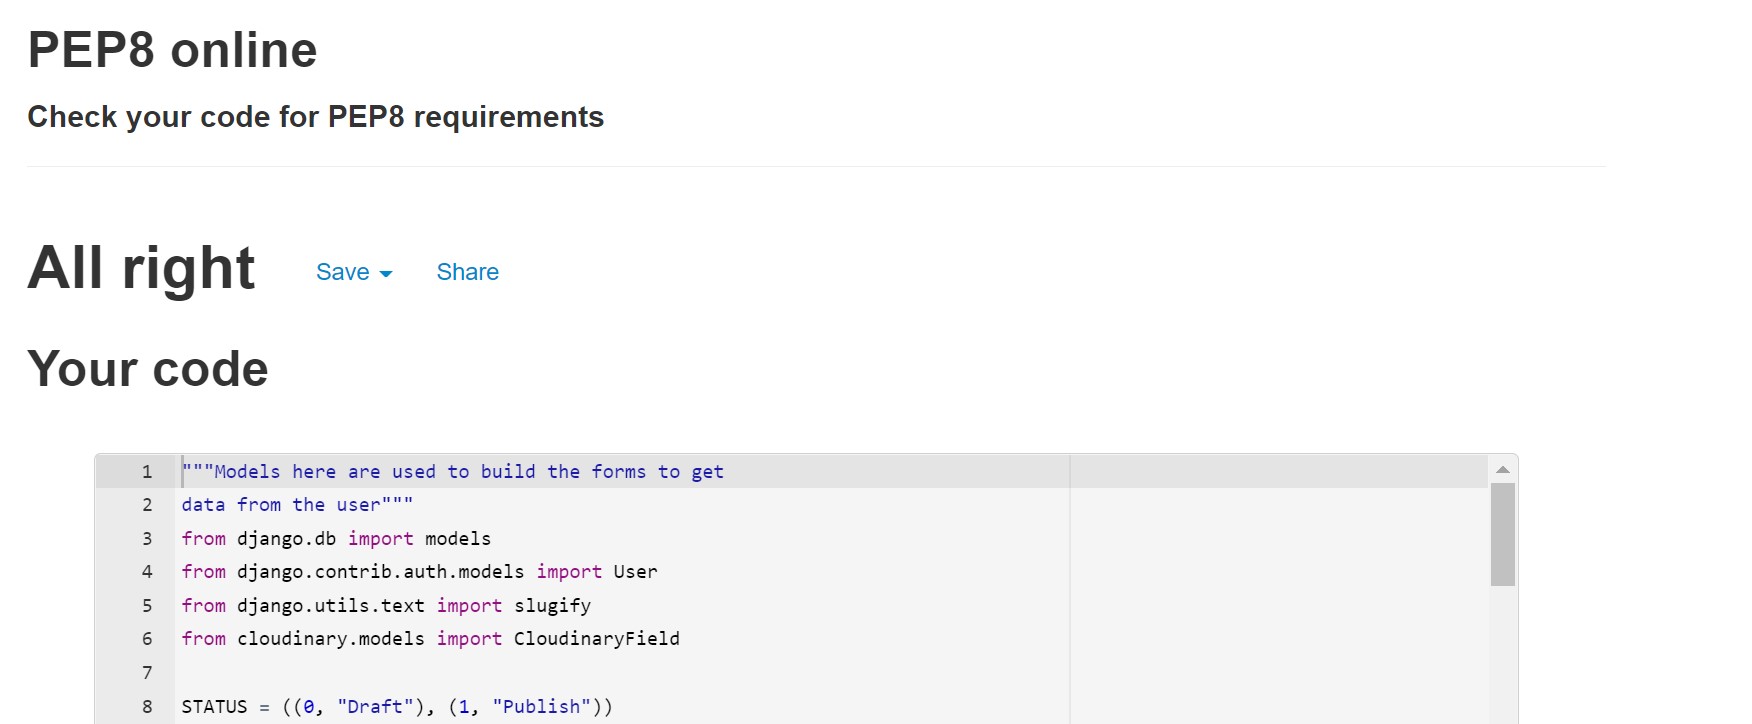 PEP8 online
Check your code for PEP8 requirements
All right Save Share
Your code
1 """Models here are used to build the forms to get
2 data from the user"""
3 from django.db import models
4 from django.contrib.auth.models import User
5 from django.utils.text import slugify
6 from cloudinary.models import CloudinaryField
7
8 STATUS = ((0, "Draft"), (1, "Publish"))